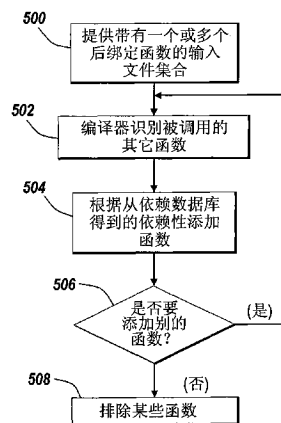 500
提供带有一个或多个
后绑定函数的输入
文件集合
502
编译器识别被调用的
其它函数
504
根据从依赖数据库
得到的依赖性添加
函数
506
是否要
添加别的
函数?
(是)
(否)
508
排除某些函数